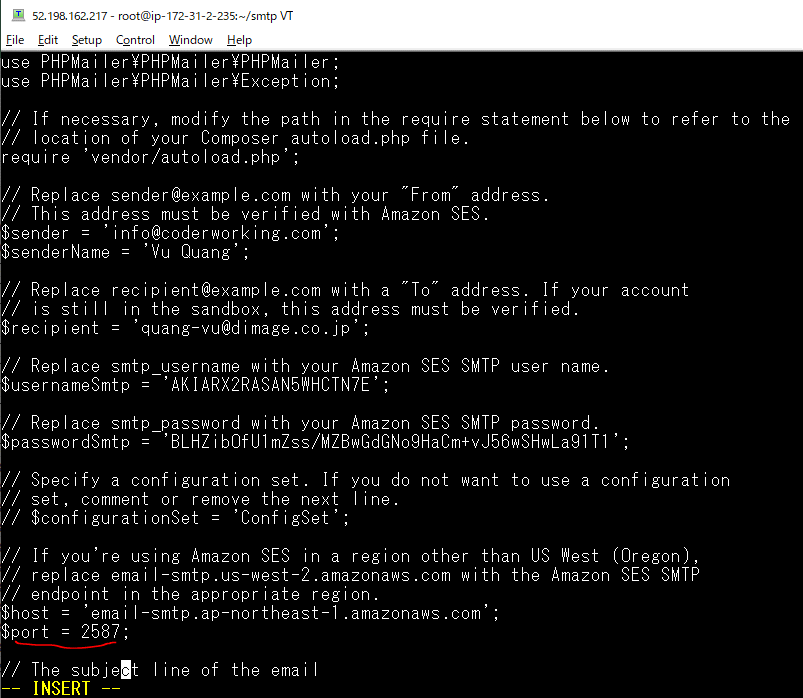 52.198.162.217 - root@ip-172-31-2-235:~/smtp VT
File Edit Setup Control Window Help
use PHPMailer¥PHPMailer¥PHPMailer;
use PHPMailer¥PHPMailer¥Exception;
// If necessary, modify the path in the require statement below to refer to the
// location of your Composer autoload.php file.
require 'vendor/autoload.php';
// Replace sender@example.com with your "From" address.
// This address must be verified with Amazon SES.
$sender = 'info@coderworking.com';
$senderName = 'Vu Quang';
// Replace recipient@example.com with a "To" address. If your account
// is still in the sandbox, this address must be verified.
$recipient = 'quang-vu@dimage.co.jp';
// Replace smtp_username with your Amazon SES SMTP user name.
$usernameSmtp = 'AKIARX2RASAN5WHCTN7E';
// Replace smtp_password with your Amazon SES SMTP password.
$passwordSmtp = 'BLHZibOfU1mZss/MZBwGdGNo9HaCm+vJ56wSHwLa91T1';
// Specify a configuration set. If you do not want to use a configuration
// set, comment or remove the next line.
// $configurationSet = 'ConfigSet';
// If you're using Amazon SES in a region other than US West (Oregon),
// replace email-smtp.us-west-2.amazonaws.com with the Amazon SES SMTP
// endpoint in the appropriate region.
$host = 'email-smtp.ap-northeast-1.amazonaws.com';
$port = 2587;
// The subject line of the email
-- INSERT --